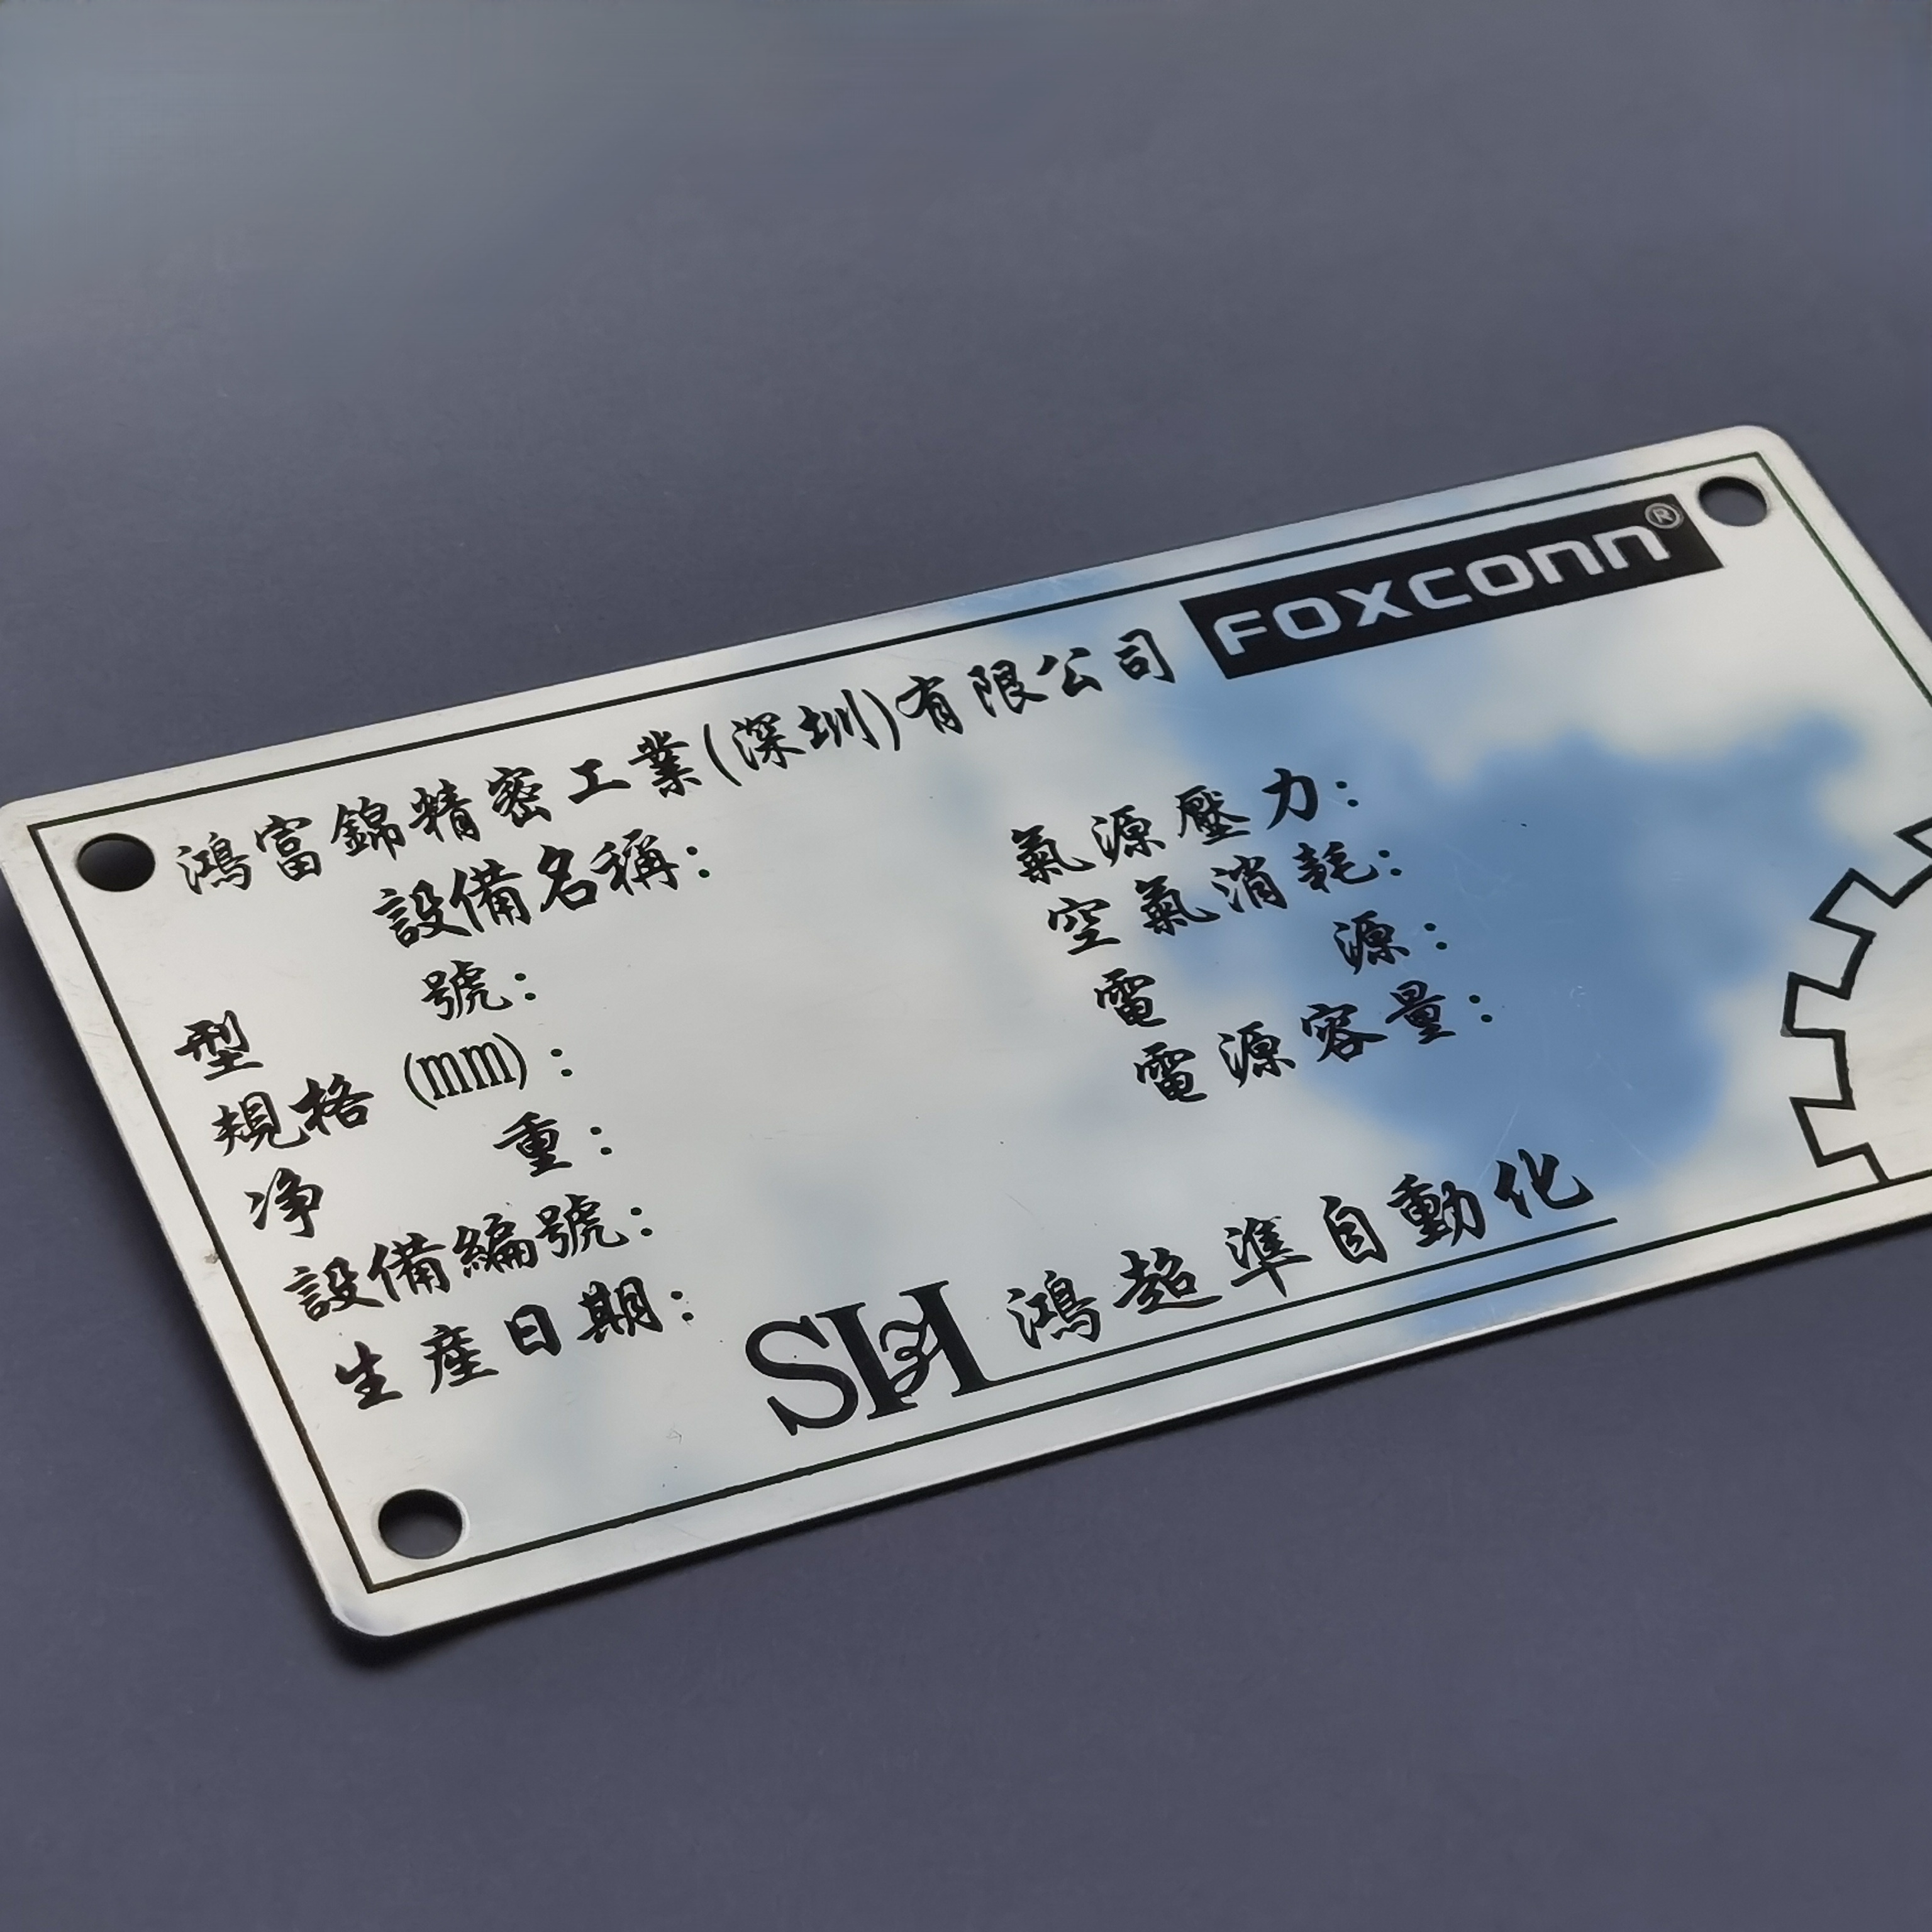 鴻富錦精密工業(深圳)有限公司 FOXCONN®
設備名稱:
型號:
規格(mm):
净重:
設備編號:
生產日期:
氣源壓力:
空氣消耗:
電源:
電源容量:
SH 鴻超準自動化